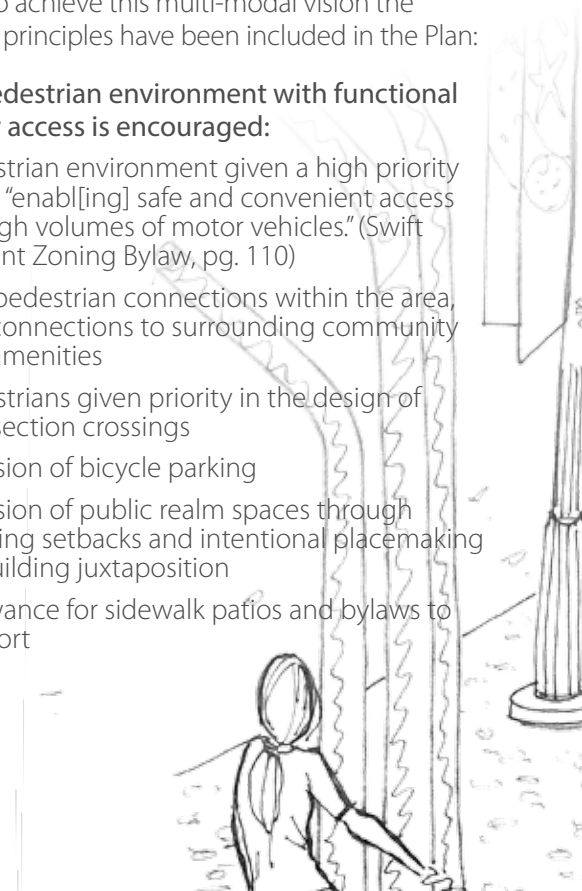 o achieve this multi-modal vision the
principles have been included in the Plan:
edestrian environment with functional
access is encouraged:
strian environment given a high priority
“enabl[ing] safe and convenient access
gh volumes of motor vehicles.” (Swift
nt Zoning Bylaw, pg. 110)
pedestrian connections within the area,
connections to surrounding community
menities
strians given priority in the design of
section crossings
sion of bicycle parking
sion of public realm spaces through
ing setbacks and intentional placemaking
uilding juxtaposition
vance for sidewalk patios and bylaws to
ort